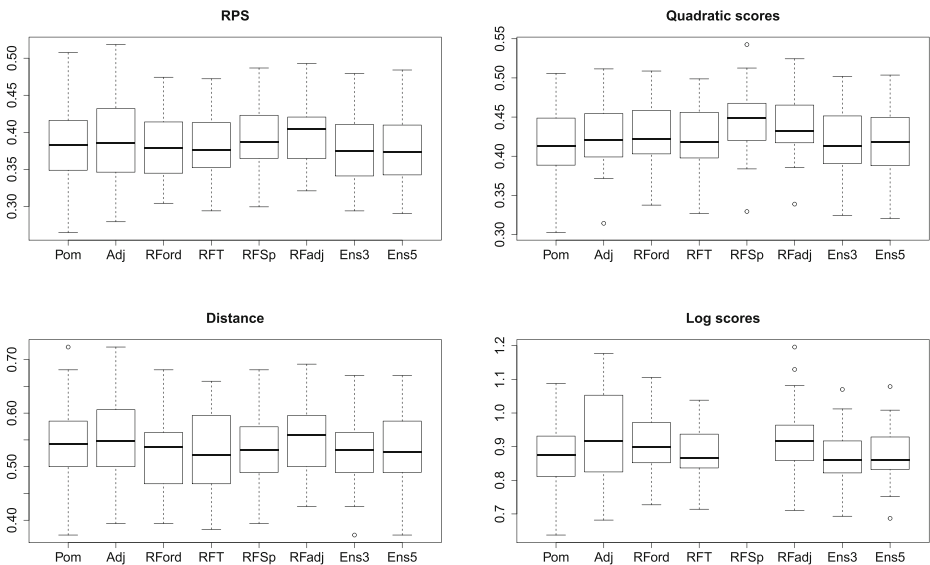 RPS
0.50
0.45
0.40
0.35
0.30
Pom Adj RFord RFT RFSp RFadj Ens3 Ens5
Quadratic scores
0.55
0.50
0.45
0.40
0.35
0.30
Pom Adj RFord RFT RFSp RFadj Ens3 Ens5
Distance
0.70
0.60
0.50
0.40
Pom Adj RFord RFT RFSp RFadj Ens3 Ens5
Log scores
1.2
1.1
1.0
0.9
0.8
0.7
Pom Adj RFord RFT RFSp RFadj Ens3 Ens5